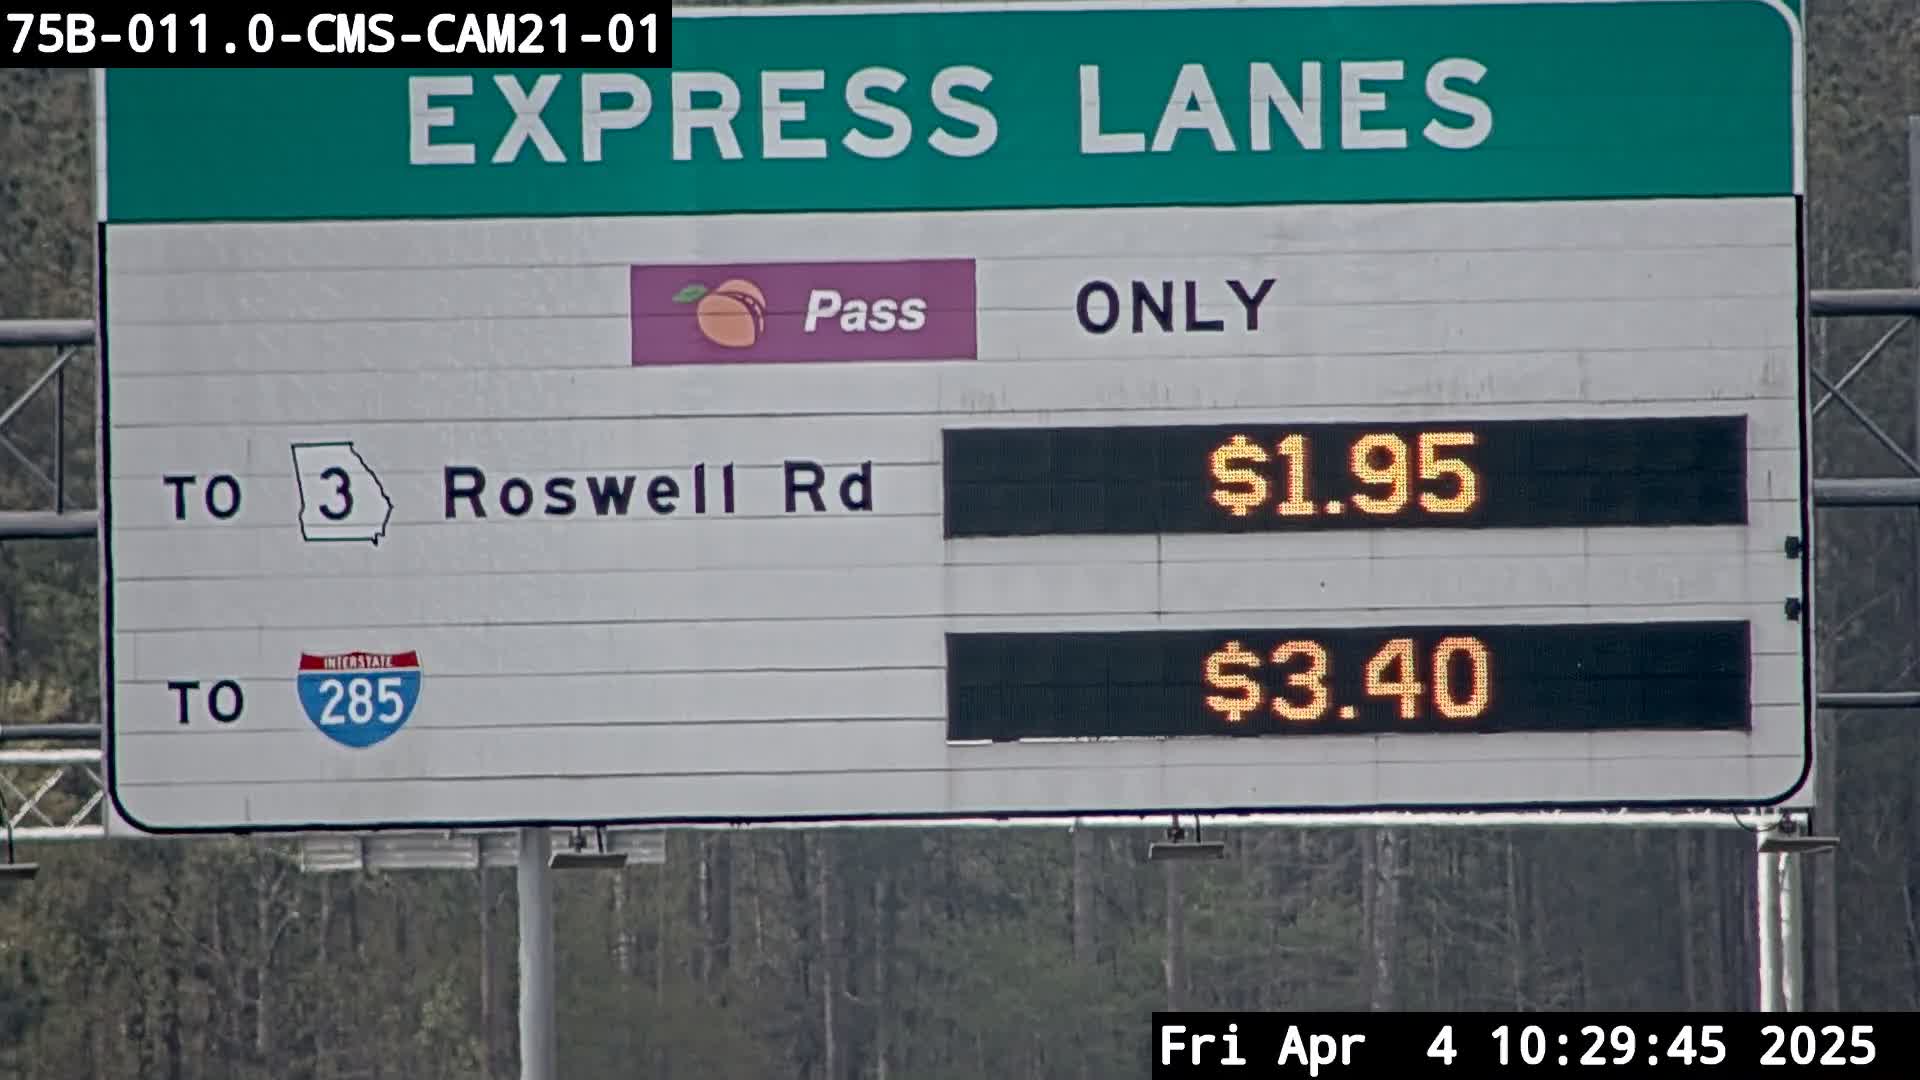 75B-011.0-CMS-CAM21-01
EXPRESS LANES
Pass ONLY
TO 3 Roswell Rd $1.95
INTERSTATE
TO 285 $3.40
Fri Apr 4 10:29:45 2025